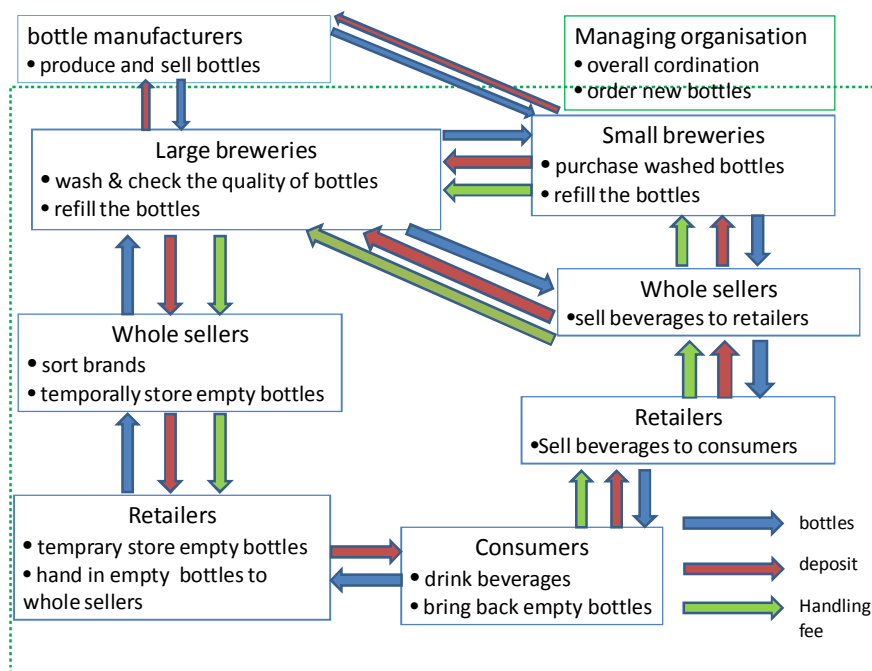 bottle manufacturers
• produce and sell bottles
Managing organisation
• overall cordination
• order new bottles
Large breweries
• wash & check the quality of bottles
• refill the bottles
Small breweries
• purchase washed bottles
• refill the bottles
Whole sellers
•sell beverages to retailers
Whole sellers
• sort brands
• temporally store empty bottles
Retailers
•Sell beverages to consumers
Retailers
• temprary store empty bottles
• hand in empty bottles to
whole sellers
Consumers
• drink beverages
• bring back empty bottles
bottles
deposit
Handling
fee